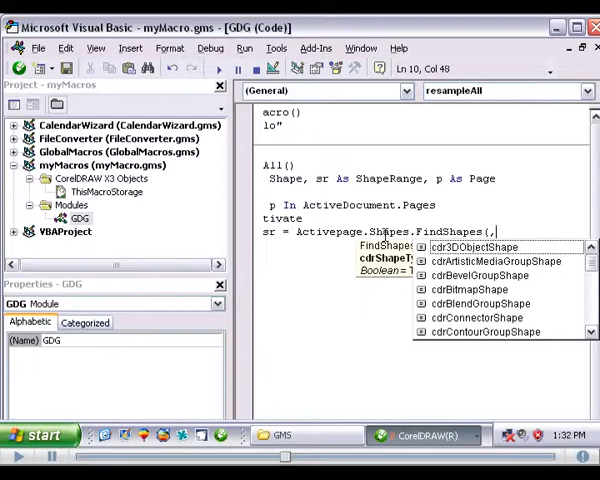 Microsoft Visual Basic - myMacro.gms - [GDG (Code)]
File Edit View Insert Format Debug Run Tools Add-Ins Window Help
Ln 10, Col 48
Project - myMacros
(General) resampleAll
CalendarWizard (CalendarWizard.gms)
FileConverter (FileConverter.gms)
GlobalMacros (GlobalMacros.gms)
myMacros (myMacro.gms)
CorelDRAW X3 Objects
ThisMacroStorage
Modules
GDG
VBAProject
acro()
lo"
All()
Shape, sr As ShapeRange, p As Page
p In ActiveDocument.Pages
tivate
sr = Activepage.Shapes.FindShapes(,
FindShapes
cdrShapeTy
Boolean = T
cdr3DObjectShape
cdrArtisticMediaGroupShape
cdrBevelGroupShape
cdrBitmapShape
cdrBlendGroupShape
cdrConnectorShape
cdrContourGroupShape
Properties - GDG
GDG Module
Alphabetic Categorized
(Name) GDG
start GMS CorelDRAW(R) 1:32 PM